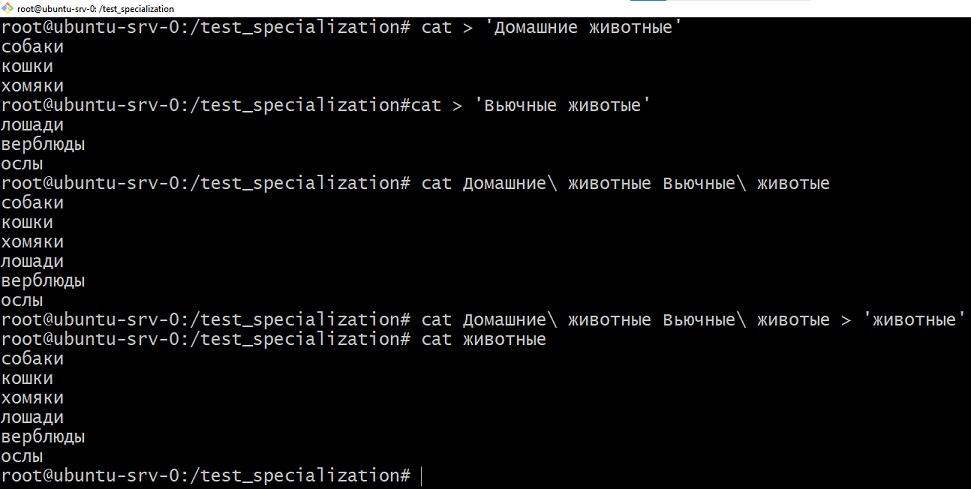 root@ubuntu-srv-0: /test_specialization
root@ubuntu-srv-0:/test_specialization# cat > 'Домашние животные'
собаки
кошки
хомяки
root@ubuntu-srv-0:/test_specialization#cat > 'Вьючные животые'
лошади
верблюды
ослы
root@ubuntu-srv-0:/test_specialization# cat Домашние\ животные Вьючные\ животые
собаки
кошки
хомяки
лошади
верблюды
ослы
root@ubuntu-srv-0:/test_specialization# cat Домашние\ животные Вьючные\ животые > 'животные'
root@ubuntu-srv-0:/test_specialization# cat животные
собаки
кошки
хомяки
лошади
верблюды
ослы
root@ubuntu-srv-0:/test_specialization#